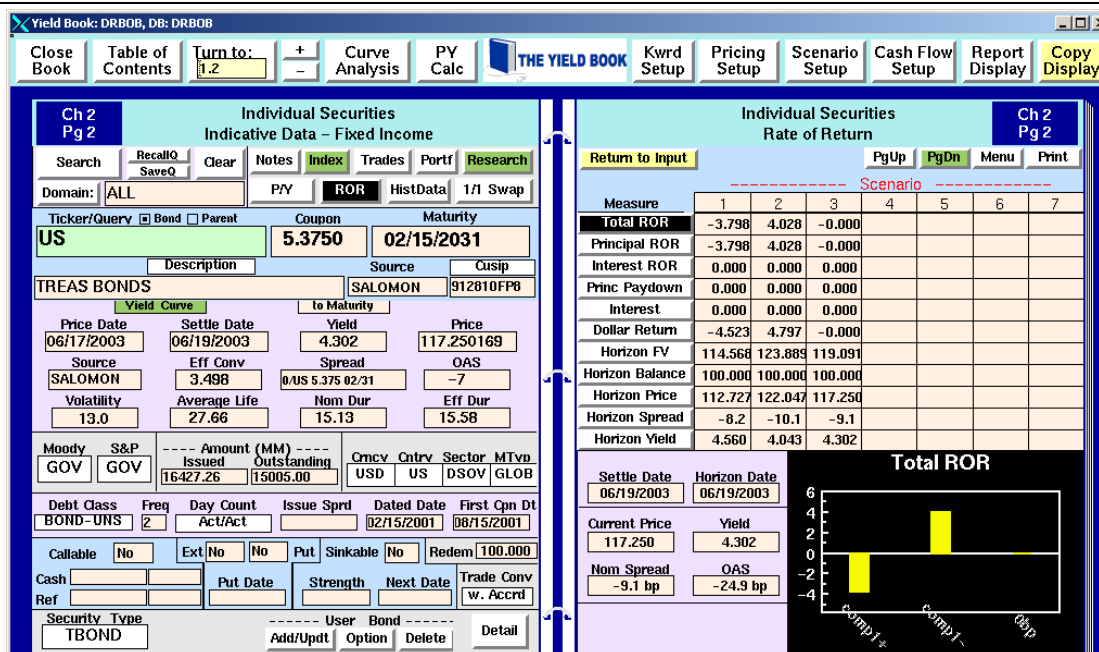 Yield Book: DRBOB, DB: DRBOB
Close Book
Table of Contents
Turn to:
1.2
+
–
Curve Analysis
PY Calc
THE YIELD BOOK
Kwrd Setup
Pricing Setup
Scenario Setup
Cash Flow Setup
Report Display
Copy Display
Ch 2
Pg 2
Individual Securities
Indicative Data – Fixed Income
Search RecallQ SaveQ Clear Notes Index Trades Portf Research
Domain: ALL P/Y ROR HistData 1/1 Swap
Ticker/Query Bond Parent Coupon Maturity
US 5.3750 02/15/2031
Description Source Cusip
TREAS BONDS SALOMON 912810FP8
Yield Curve to Maturity
Price Date Settle Date Yield Price
06/17/2003 06/19/2003 4.302 117.250169
Source Eff Conv Spread OAS
SALOMON 3.498 0/US 5.375 02/31 –7
Volatility Average Life Nom Dur Eff Dur
13.0 27.66 15.13 15.58
Moody S&P ---- Amount (MM) ----
Issued Outstanding Crncy Cntry Sector MTyp
GOV GOV 16427.26 15005.00 USD US DSOV GLOB
Debt Class Freq Day Count Issue Sprd Dated Date First Cpn Dt
BOND-UNS 2 Act/Act 02/15/2001 08/15/2001
Callable No Ext No No Put Sinkable No Redem 100.000
Cash Put Date Strength Next Date Trade Conv
Ref w. Accrd
Security Type ------ User Bond ------
TBOND Add/Updt Option Delete Detail
Individual Securities
Rate of Return
Ch 2
Pg 2
Return to Input PgUp PgDn Menu Print
------------ Scenario ------------
Measure 1 2 3 4 5 6 7
Total ROR –3.798 4.028 –0.000
Principal ROR –3.798 4.028 –0.000
Interest ROR 0.000 0.000 0.000
Princ Paydown 0.000 0.000 0.000
Interest 0.000 0.000 0.000
Dollar Return –4.523 4.797 –0.000
Horizon FV 114.568 123.889 119.091
Horizon Balance 100.000 100.000 100.000
Horizon Price 112.727 122.047 117.250
Horizon Spread –8.2 –10.1 –9.1
Horizon Yield 4.560 4.043 4.302
Settle Date Horizon Date
06/19/2003 06/19/2003
Current Price Yield
117.250 4.302
Nom Spread OAS
–9.1 bp –24.9 bp
Total ROR
6
4
2
0
–2
–4
comp1+
comp1-
0bp